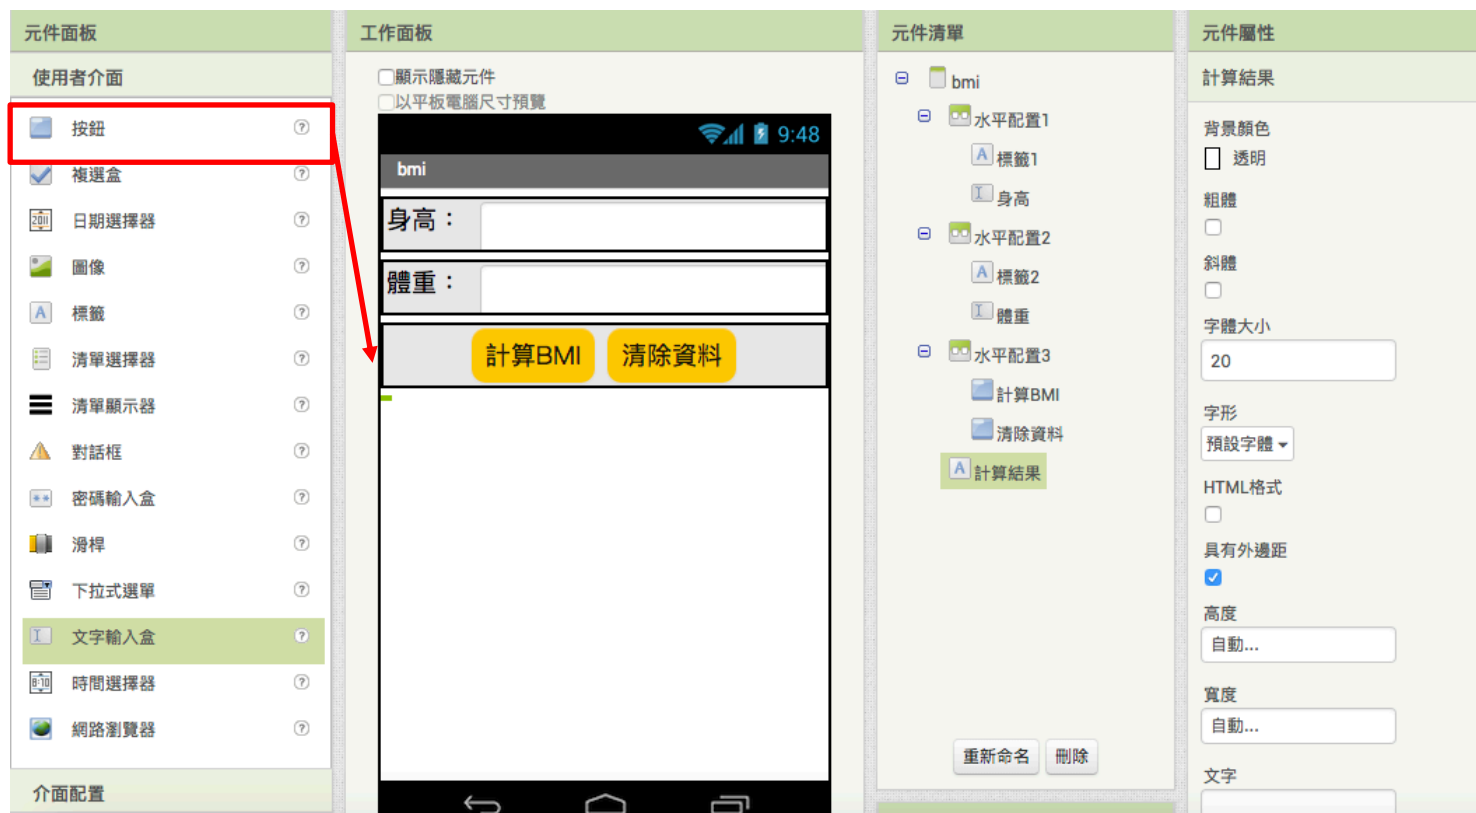 元件面板
使用者介面
按鈕
複選盒
日期選擇器
圖像
標籤
清單選擇器
清單顯示器
對話框
密碼輸入盒
滑桿
下拉式選單
文字輸入盒
時間選擇器
網路瀏覽器
介面配置
工作面板
顯示隱藏元件
以平板電腦尺寸預覽
9:48
bmi
身高：
體重：
計算BMI 清除資料
元件清單
bmi
水平配置1
標籤1
身高
水平配置2
標籤2
體重
水平配置3
計算BMI
清除資料
計算結果
重新命名 刪除
元件屬性
計算結果
背景顏色
透明
粗體
斜體
字體大小
20
字形
預設字體
HTML格式
具有外邊距
高度
自動...
寬度
自動...
文字